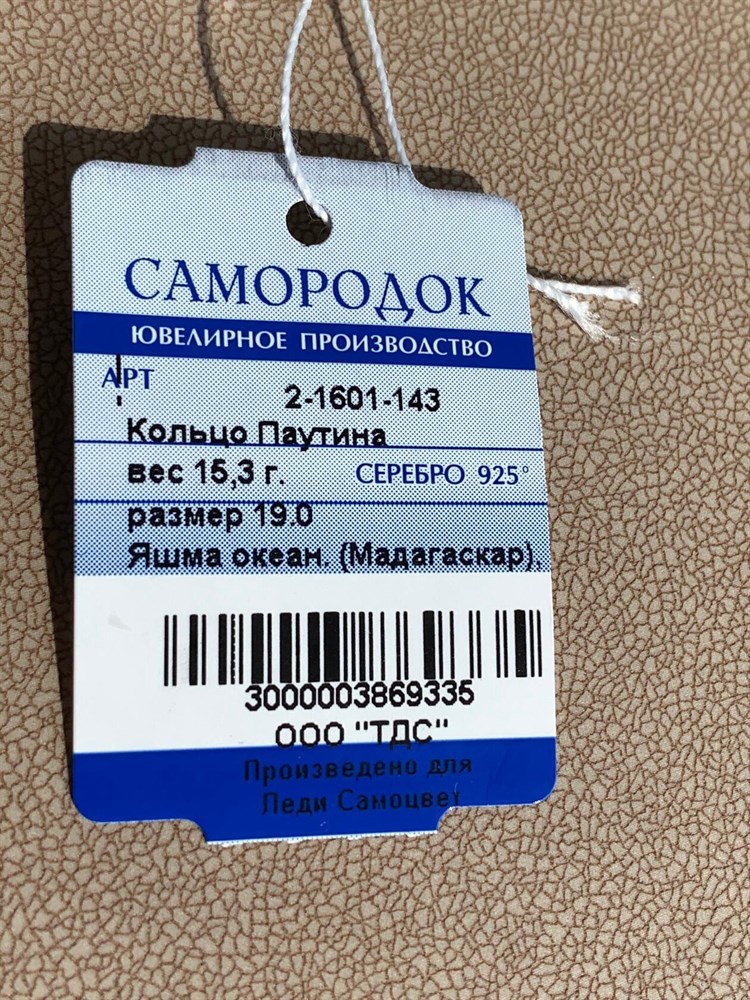 САМОРОДОК
ЮВЕЛИРНОЕ ПРОИЗВОДСТВО
АРТ
2-1601-143
Кольцо Паутина
вес 15,3 г. СЕРЕБРО 925°
размер 19.0
Яшма океан. (Мадагаскар),
3000003869335
ООО "ТДС"
Произведено для
Леди Самоцвет